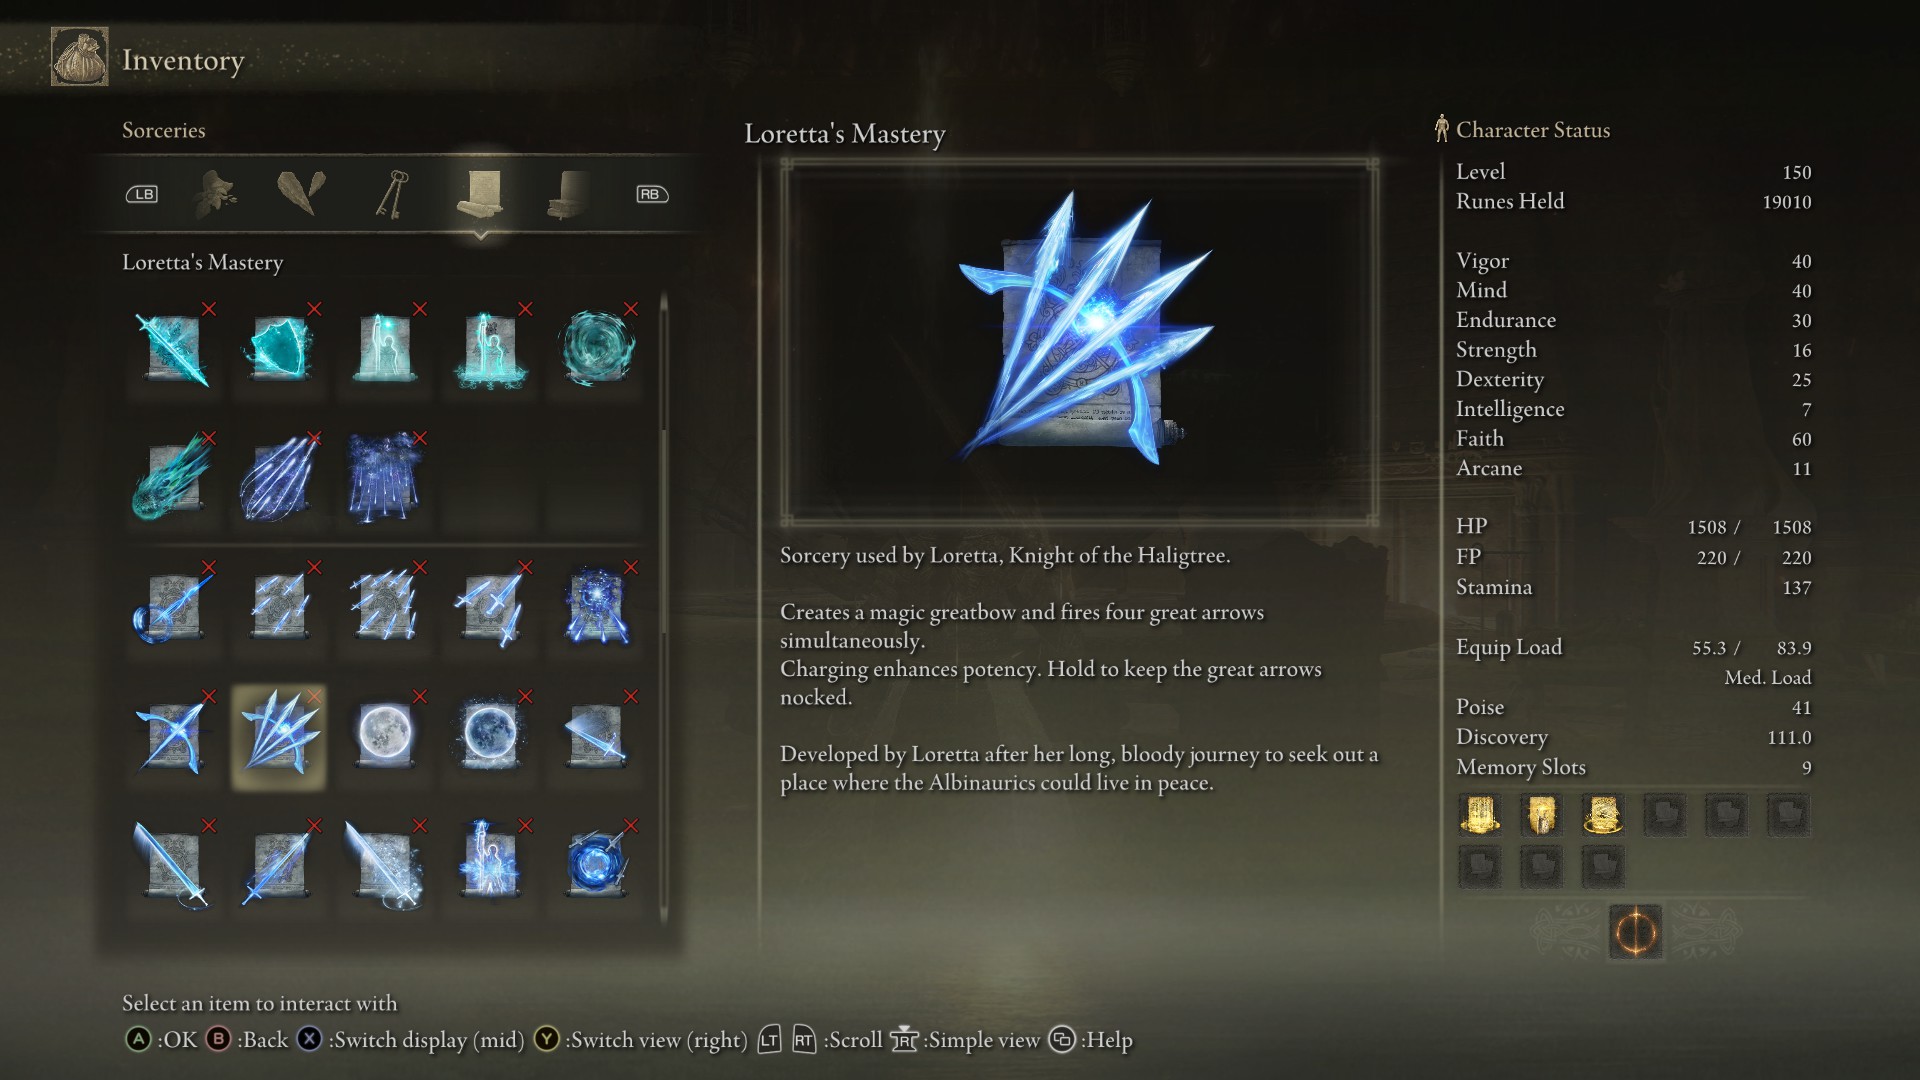 Inventory
Sorceries
LB
RB
Loretta's Mastery
Loretta's Mastery
Sorcery used by Loretta, Knight of the Haligtree.
Creates a magic greatbow and fires four great arrows
simultaneously.
Charging enhances potency. Hold to keep the great arrows
nocked.
Developed by Loretta after her long, bloody journey to seek out a
place where the Albinaurics could live in peace.
Character Status
Level 150
Runes Held 19010
Vigor 40
Mind 40
Endurance 30
Strength 16
Dexterity 25
Intelligence 7
Faith 60
Arcane 11
HP 1508 / 1508
FP 220 / 220
Stamina 137
Equip Load 55.3 / 83.9
Med. Load
Poise 41
Discovery 111.0
Memory Slots 9
Select an item to interact with
A :OK B :Back X :Switch display (mid) Y :Switch view (right) LT RT :Scroll R :Simple view :Help